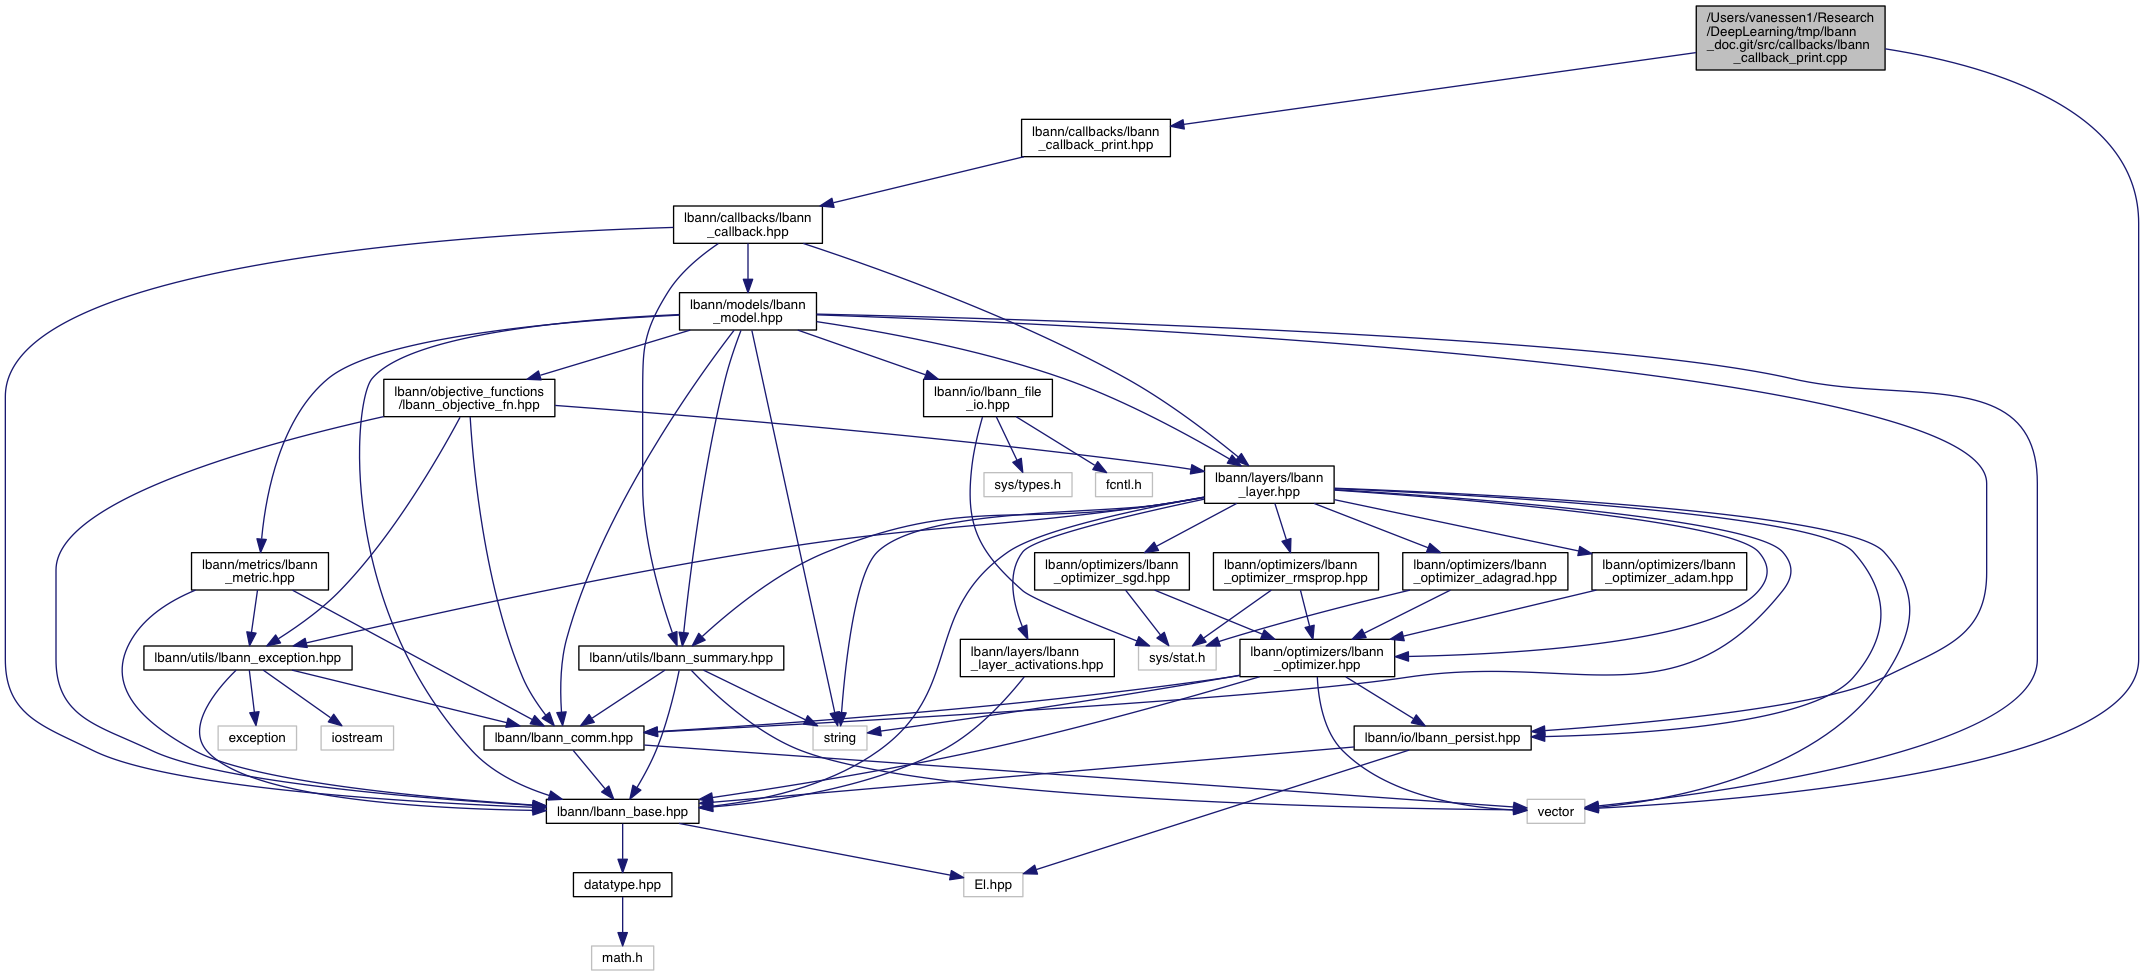 /Users/vanessen1/Research
/DeepLearning/tmp/lbann
_doc.git/src/callbacks/lbann
_callback_print.cpp
lbann/callbacks/lbann
_callback_print.hpp
lbann/callbacks/lbann
_callback.hpp
lbann/models/lbann
_model.hpp
lbann/objective_functions
/lbann_objective_fn.hpp
lbann/io/lbann_file
_io.hpp
sys/types.h
fcntl.h
lbann/layers/lbann
_layer.hpp
lbann/metrics/lbann
_metric.hpp
lbann/optimizers/lbann
_optimizer_sgd.hpp
lbann/optimizers/lbann
_optimizer_rmsprop.hpp
lbann/optimizers/lbann
_optimizer_adagrad.hpp
lbann/optimizers/lbann
_optimizer_adam.hpp
lbann/utils/lbann_exception.hpp
lbann/utils/lbann_summary.hpp
lbann/layers/lbann
_layer_activations.hpp
sys/stat.h
lbann/optimizers/lbann
_optimizer.hpp
exception
iostream
lbann/lbann_comm.hpp
string
lbann/io/lbann_persist.hpp
lbann/lbann_base.hpp
vector
datatype.hpp
El.hpp
math.h